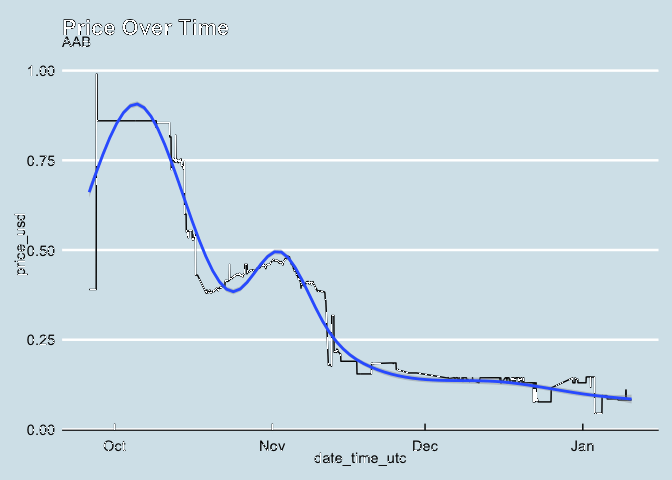 Price Over Time
AAB
1.00
0.75
price_usd
0.50
0.25
0.00
Oct Nov Dec Jan
date_time_utc